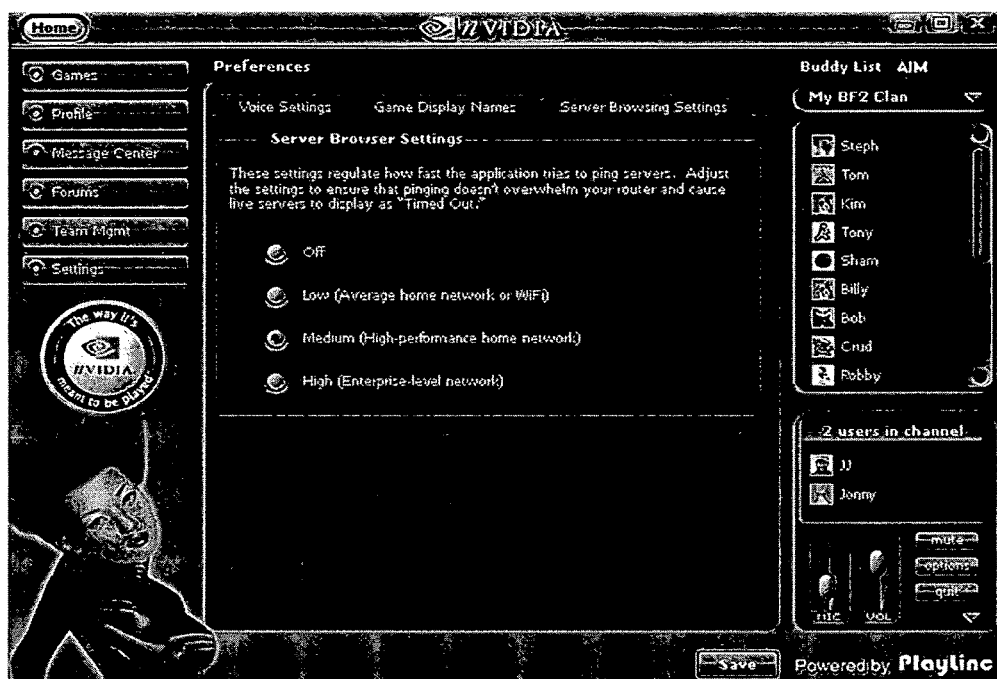 Home
nVIDIA
Games
Profile
Message Center
Forums
Team Mgmt
Settings
The way it's
nVIDIA
meant to be played
Preferences
Voice Settings Game Display Names Server Browsing Settings
Server Browser Settings
These settings regulate how fast the application tries to ping servers. Adjust
the settings to ensure that pinging doesn't overwhelm your router and cause
live servers to display as "Timed Out."
Off
Low (Average home network or WiFi)
Medium (High-performance home network)
High (Enterprise-level network)
Save
Buddy List AIM
My BF2 Clan
Steph
Tom
Kim
Tony
Sham
Billy
Bob
Crud
Robby
2 users in channel
JJ
Jonny
mute
options
quit
MIC VOL
Powered by PlayLinc